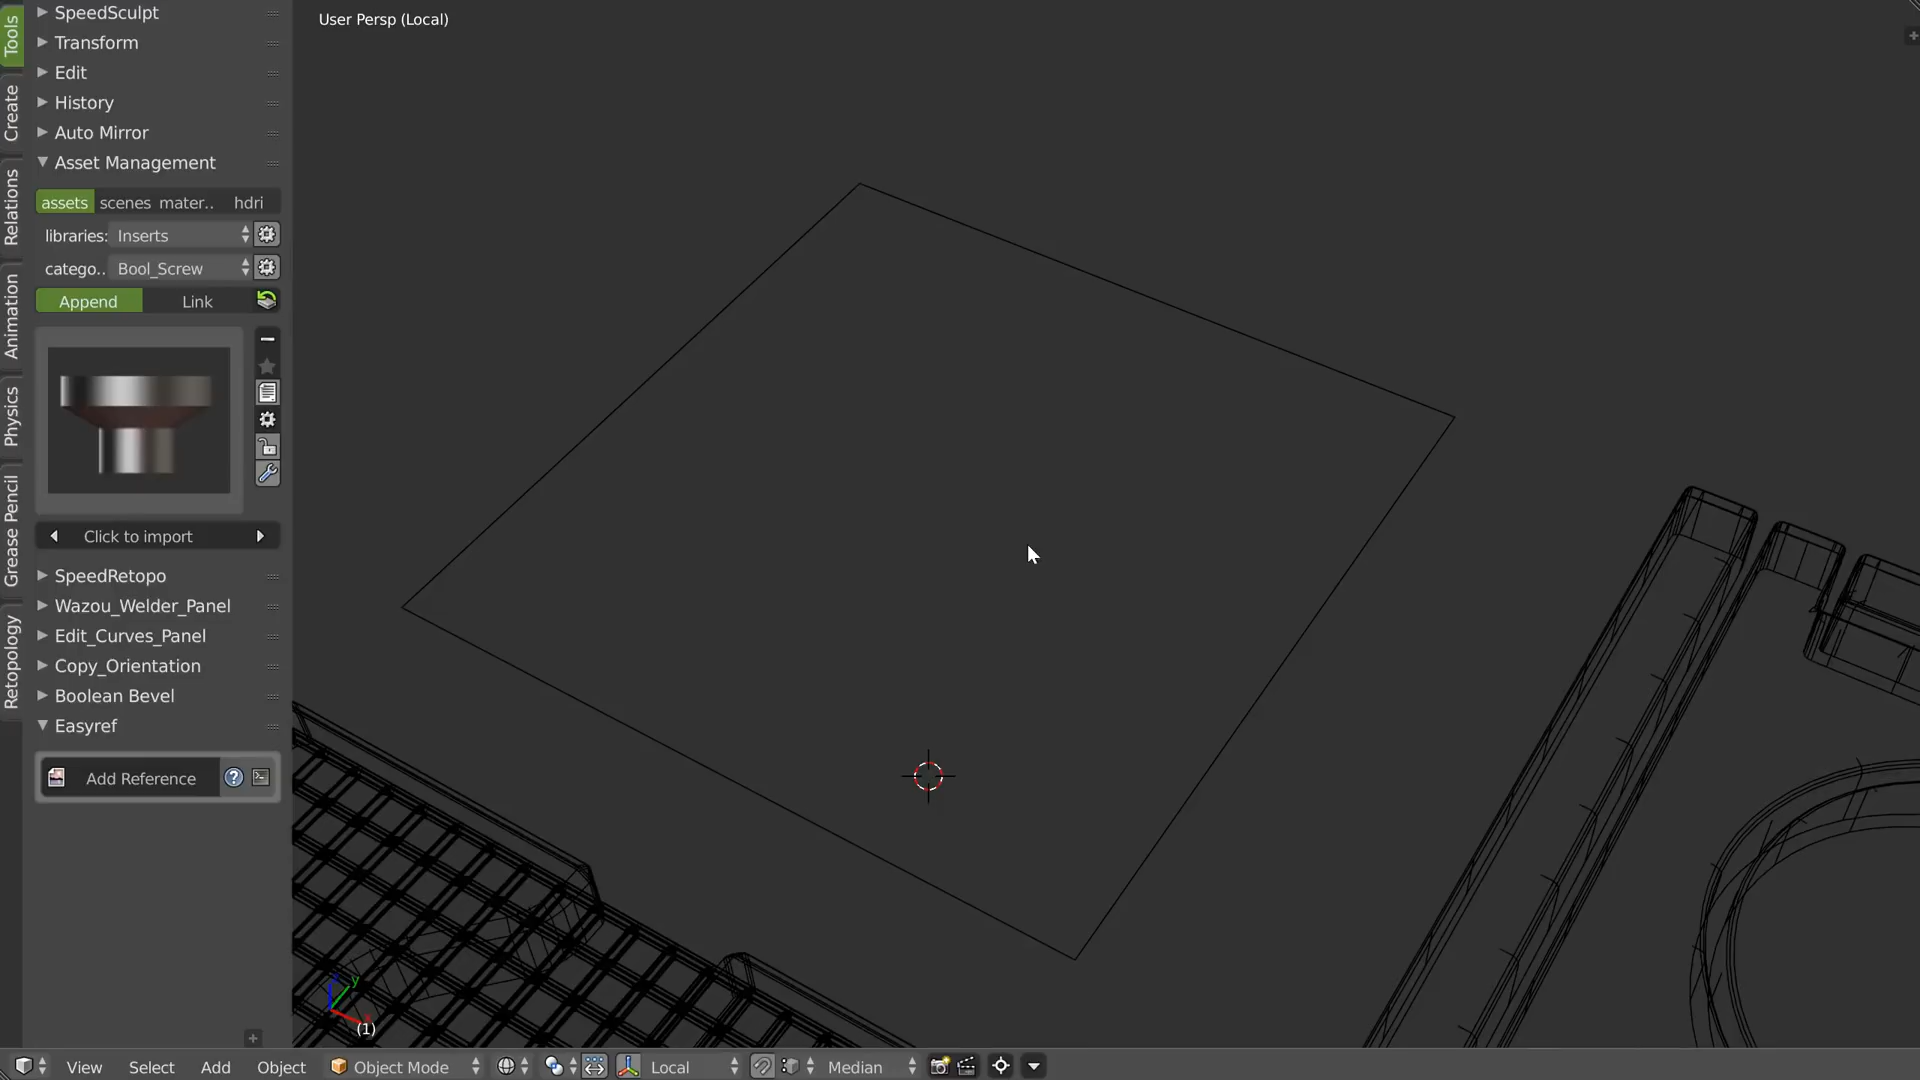 User Persp (Local)
Tools
Create
Relations
Animation
Physics
Grease Pencil
Retopology
SpeedSculpt
Transform
Edit
History
Auto Mirror
Asset Management
assets scenes mater.. hdri
libraries: Inserts
catego.. Bool_Screw
Append Link
Click to import
SpeedRetopo
Wazou_Welder_Panel
Edit_Curves_Panel
Copy_Orientation
Boolean Bevel
Easyref
Add Reference ?
y
(1)
View Select Add Object Object Mode Local Median